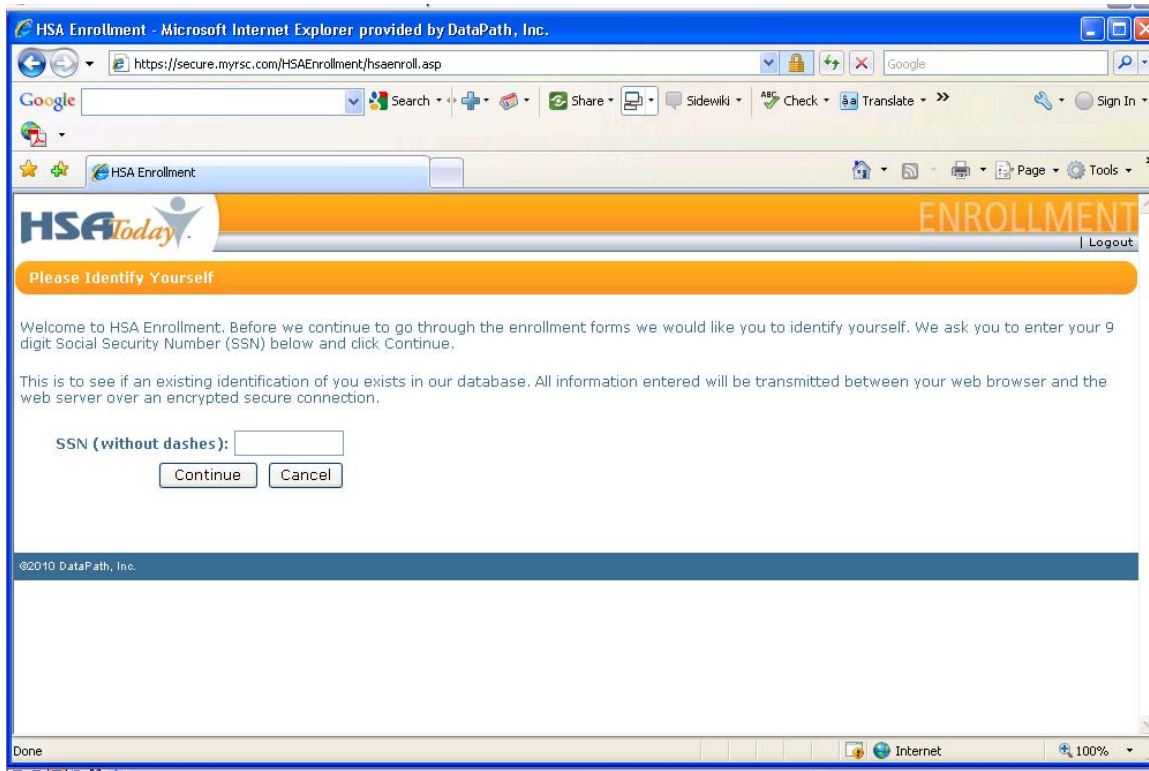 HSA Enrollment - Microsoft Internet Explorer provided by DataPath, Inc.
https://secure.myrsc.com/HSAEnrollment/hsaenroll.asp
Google
Google
Search
Share
Sidewiki
ABC Check
āa Translate
Sign In
HSA Enrollment
Page
Tools
HSAToday.
ENROLLMENT
| Logout
Please Identify Yourself
Welcome to HSA Enrollment. Before we continue to go through the enrollment forms we would like you to identify yourself. We ask you to enter your 9
digit Social Security Number (SSN) below and click Continue.
This is to see if an existing identification of you exists in our database. All information entered will be transmitted between your web browser and the
web server over an encrypted secure connection.
SSN (without dashes):
Continue Cancel
©2010 DataPath, Inc.
Done
Internet
100%